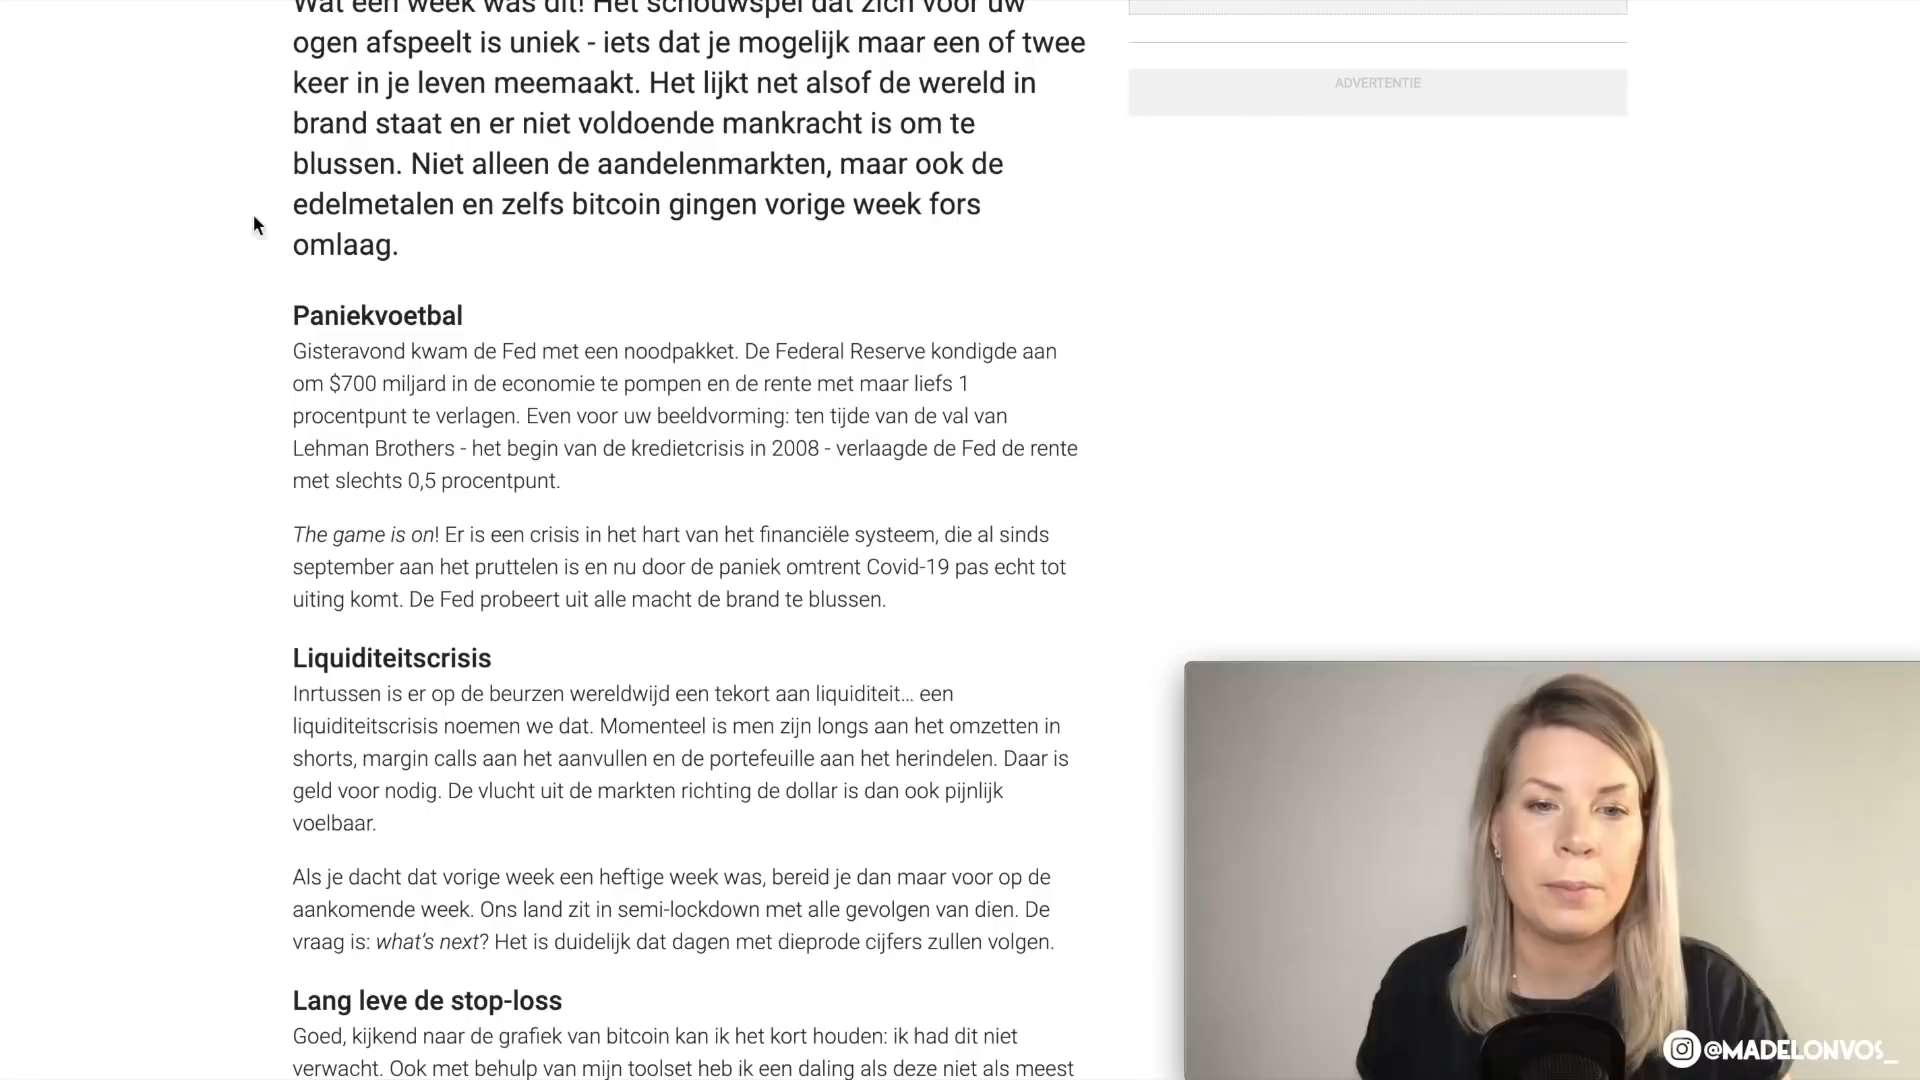 Wat een week was dit! Het schouwspel dat zich voor uw
ogen afspeelt is uniek - iets dat je mogelijk maar een of twee
keer in je leven meemaakt. Het lijkt net alsof de wereld in
brand staat en er niet voldoende mankracht is om te
blussen. Niet alleen de aandelenmarkten, maar ook de
edelmetalen en zelfs bitcoin gingen vorige week fors
omlaag.
Paniekvoetbal
Gisteravond kwam de Fed met een noodpakket. De Federal Reserve kondigde aan
om $700 miljard in de economie te pompen en de rente met maar liefs 1
procentpunt te verlagen. Even voor uw beeldvorming: ten tijde van de val van
Lehman Brothers - het begin van de kredietcrisis in 2008 - verlaagde de Fed de rente
met slechts 0,5 procentpunt.
The game is on! Er is een crisis in het hart van het financiële systeem, die al sinds
september aan het pruttelen is en nu door de paniek omtrent Covid-19 pas echt tot
uiting komt. De Fed probeert uit alle macht de brand te blussen.
Liquiditeitscrisis
Inrtussen is er op de beurzen wereldwijd een tekort aan liquiditeit… een
liquiditeitscrisis noemen we dat. Momenteel is men zijn longs aan het omzetten in
shorts, margin calls aan het aanvullen en de portefeuille aan het herindelen. Daar is
geld voor nodig. De vlucht uit de markten richting de dollar is dan ook pijnlijk
voelbaar.
Als je dacht dat vorige week een heftige week was, bereid je dan maar voor op de
aankomende week. Ons land zit in semi-lockdown met alle gevolgen van dien. De
vraag is: what's next? Het is duidelijk dat dagen met dieprode cijfers zullen volgen.
Lang leve de stop-loss
Goed, kijkend naar de grafiek van bitcoin kan ik het kort houden: ik had dit niet
verwacht. Ook met behulp van mijn toolset heb ik een daling als deze niet als meest
ADVERTENTIE
@MADELONVOS_